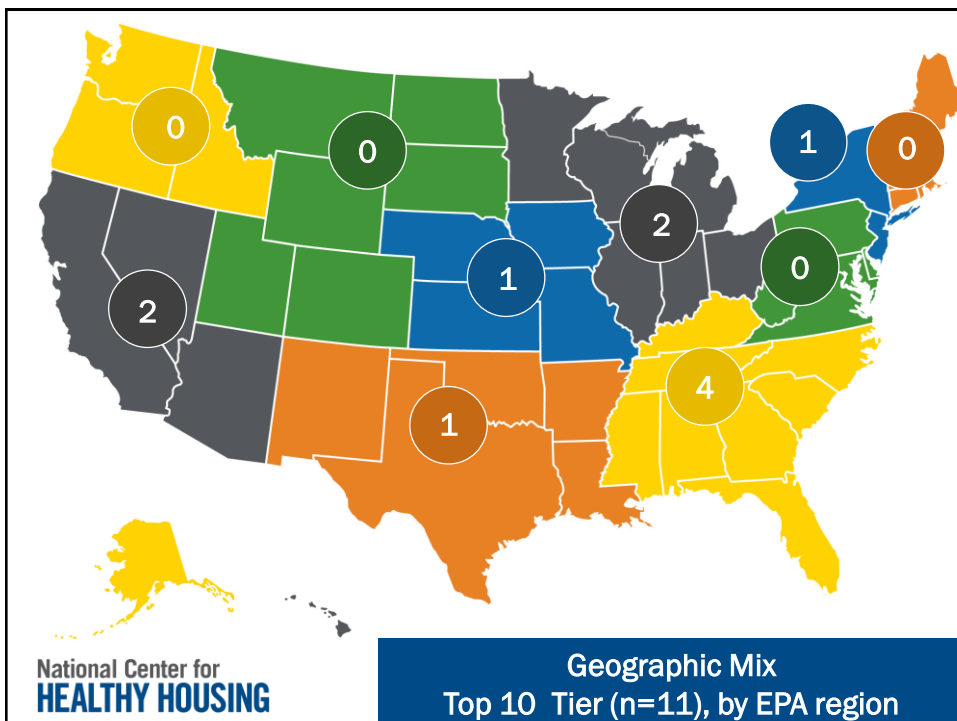 0
0
1
0
2
0
1
2
4
1
National Center for
HEALTHY HOUSING
Geographic Mix
Top 10 Tier (n=11), by EPA region